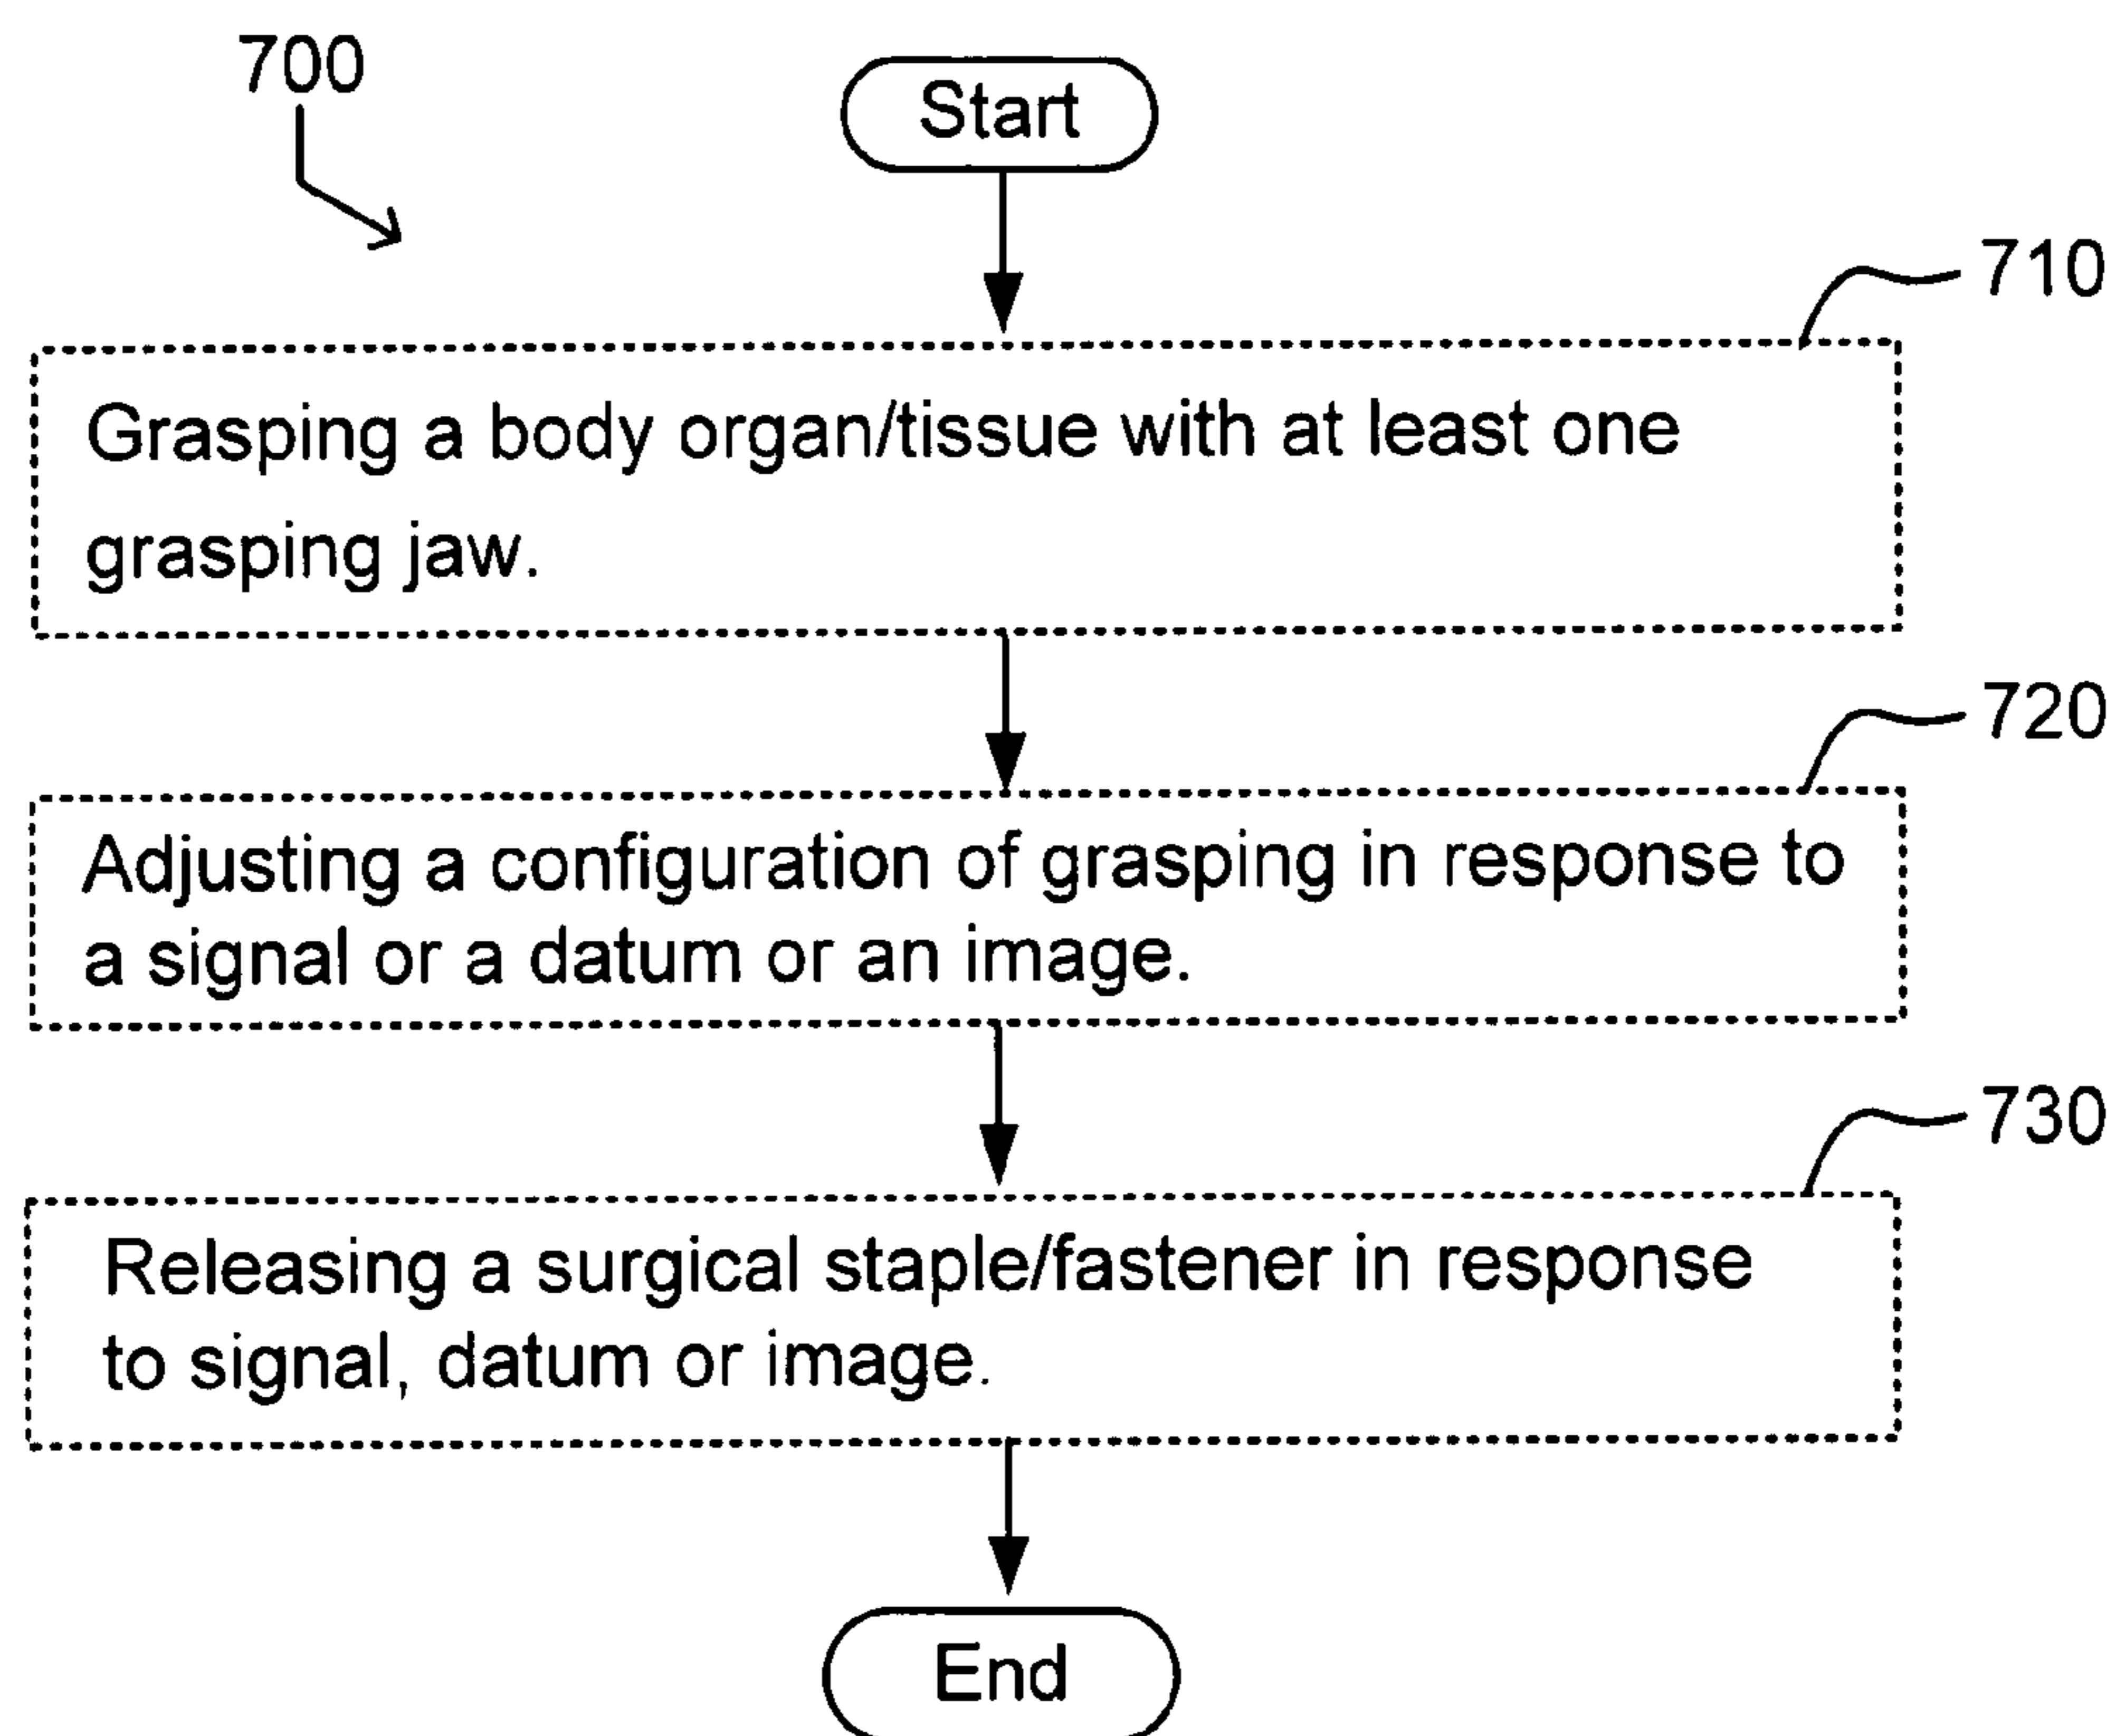 700
Start
710
Grasping a body organ/tissue with at least one
grasping jaw.
720
Adjusting a configuration of grasping in response to
a signal or a datum or an image.
730
Releasing a surgical staple/fastener in response
to signal, datum or image.
End